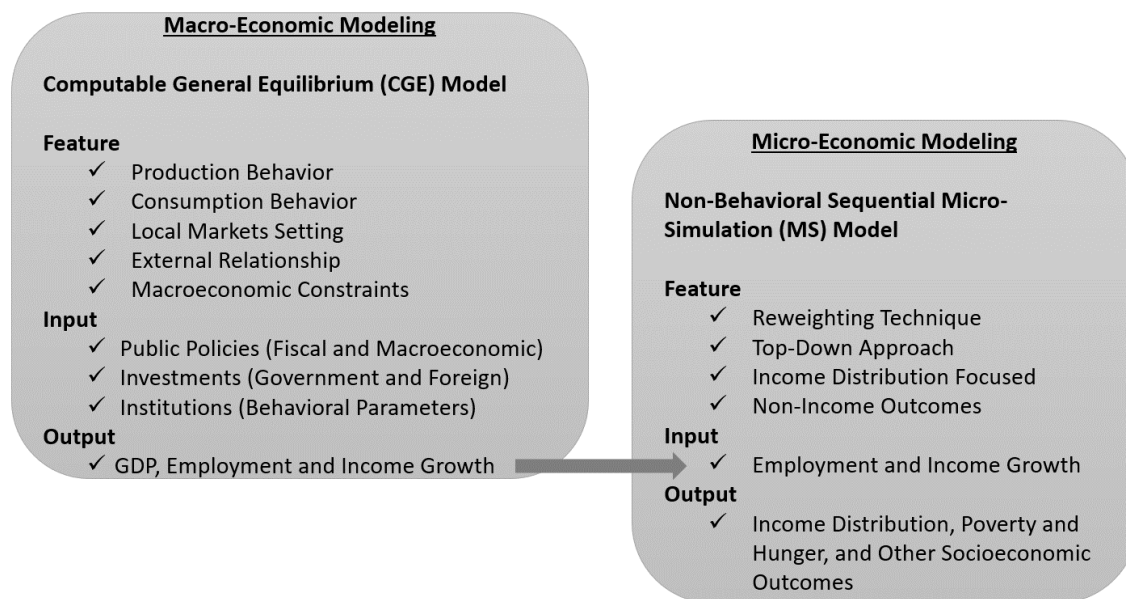 Macro-Economic Modeling
Computable General Equilibrium (CGE) Model
Feature
✓ Production Behavior
✓ Consumption Behavior
✓ Local Markets Setting
✓ External Relationship
✓ Macroeconomic Constraints
Input
✓ Public Policies (Fiscal and Macroeconomic)
✓ Investments (Government and Foreign)
✓ Institutions (Behavioral Parameters)
Output
✓ GDP, Employment and Income Growth
Micro-Economic Modeling
Non-Behavioral Sequential Micro-
Simulation (MS) Model
Feature
✓ Reweighting Technique
✓ Top-Down Approach
✓ Income Distribution Focused
✓ Non-Income Outcomes
Input
✓ Employment and Income Growth
Output
✓ Income Distribution, Poverty and
Hunger, and Other Socioeconomic
Outcomes